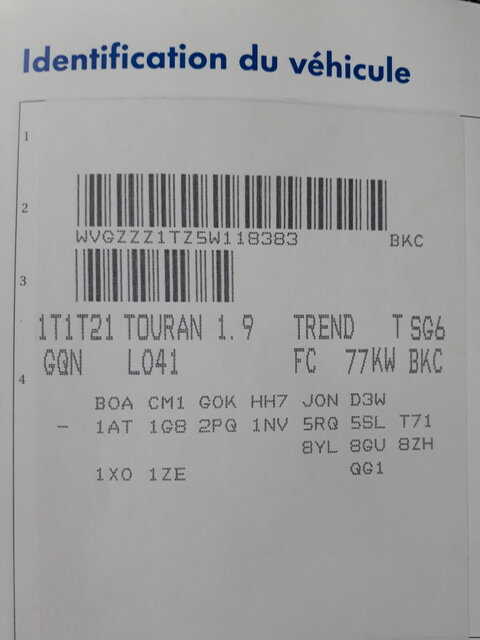 Identification du véhicule
1
2
WVGZZZ1TZ5W118383 BKC
3
1T1T21 TOURAN 1.9 TREND T SG6
GQN LO41 FC 77KW BKC
4
BOA CM1 GOK HH7 JON D3W
- 1AT 1G8 2PQ 1NV 5RQ 5SL T71
8YL 8GU 8ZH
1XO 1ZE QG1